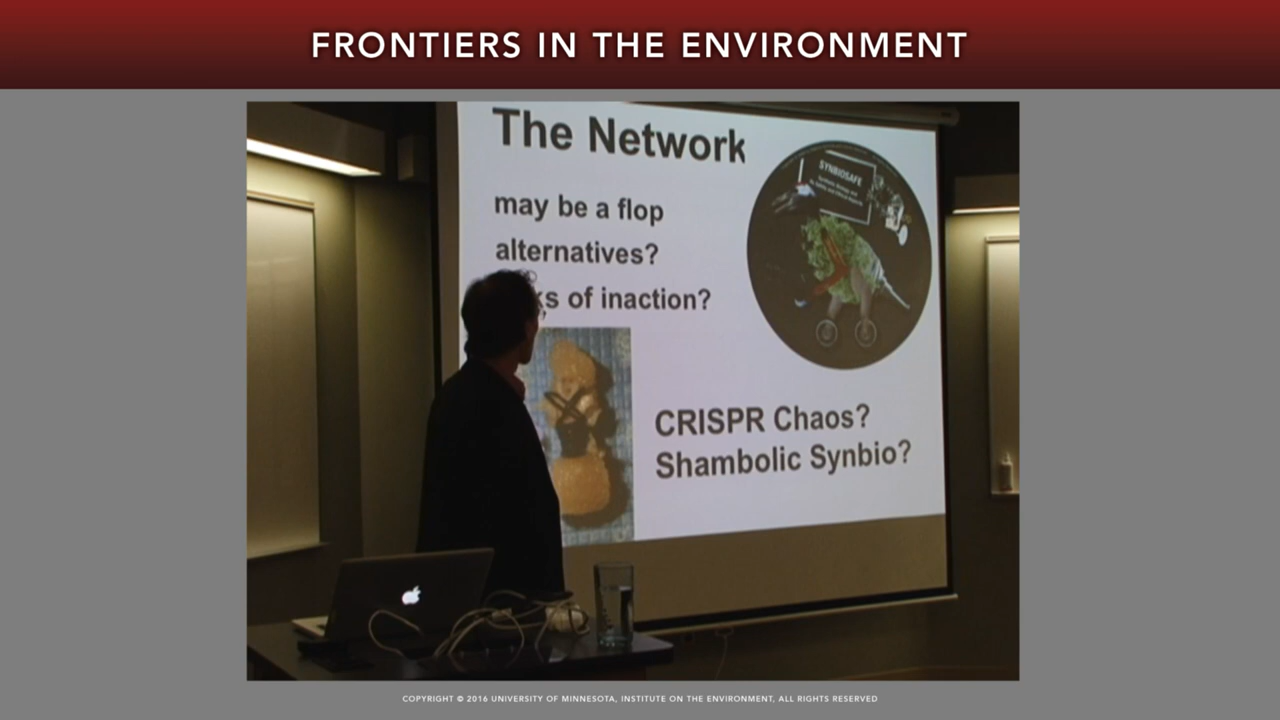 FRONTIERS IN THE ENVIRONMENT
The Network
SYNBIOSAFE
may be a flop
alternatives?
of inaction?
CRISPR Chaos?
Shambolic Synbio?
COPYRIGHT © 2016 UNIVERSITY OF MINNESOTA, INSTITUTE ON THE ENVIRONMENT, ALL RIGHTS RESERVED